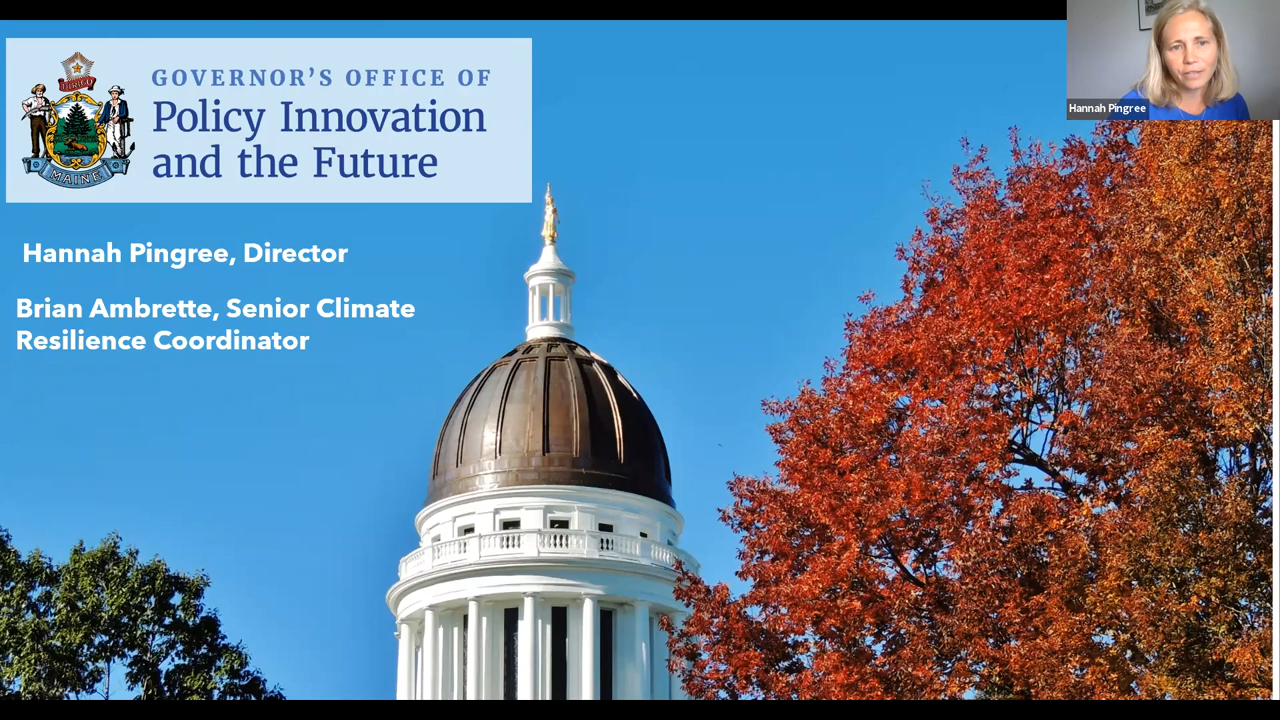 GOVERNOR'S OFFICE OF
Policy Innovation
and the Future
DIRIGO
MAINE
Hannah Pingree, Director
Brian Ambrette, Senior Climate
Resilience Coordinator
Hannah Pingree